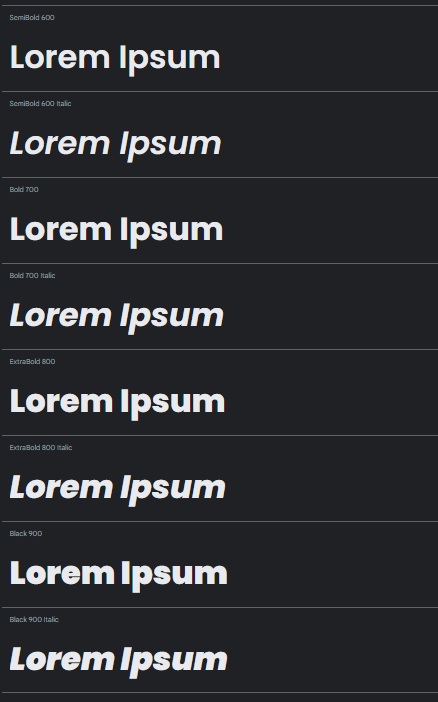 SemiBold 600
Lorem Ipsum
SemiBold 600 Italic
Lorem Ipsum
Bold 700
Lorem Ipsum
Bold 700 Italic
Lorem Ipsum
ExtraBold 800
Lorem Ipsum
ExtraBold 800 Italic
Lorem Ipsum
Black 900
Lorem Ipsum
Black 900 Italic
Lorem Ipsum